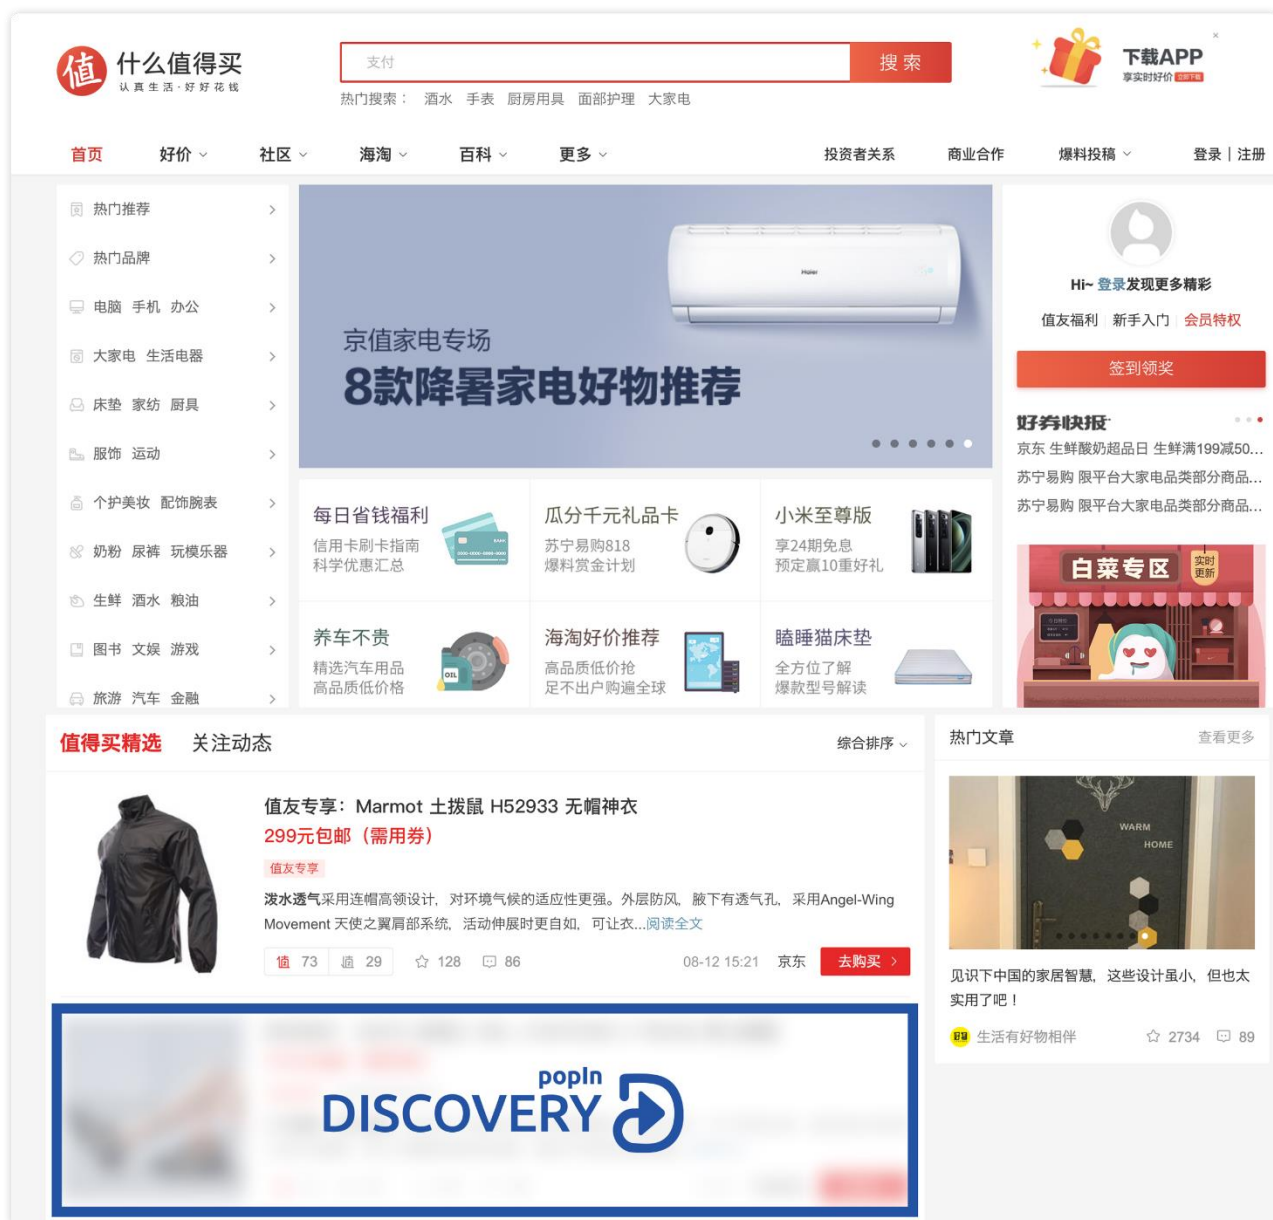 值
什么值得买
认真生活·好好花钱
支付
搜索
热门搜索：
酒水 手表 厨房用具 面部护理 大家电
下载APP
享实时好价
立即下载
首页 好价 社区 海淘 百科 更多
投资者关系 商业合作 爆料投稿 登录 | 注册
热门推荐
热门品牌
电脑 手机 办公
大家电 生活电器
床垫 家纺 厨具
服饰 运动
个护美妆 配饰腕表
奶粉 尿裤 玩模乐器
生鲜 酒水 粮油
图书 文娱 游戏
旅游 汽车 金融
Haier
京值家电专场
8款降暑家电好物推荐
每日省钱福利
信用卡刷卡指南
科学优惠汇总
BANK
瓜分千元礼品卡
苏宁易购818
爆料赏金计划
小米至尊版
享24期免息
预定赢10重好礼
养车不贵
精选汽车用品
高品质低价格
OIL
海淘好价推荐
高品质低价抢
足不出户购遍全球
瞌睡猫床垫
全方位了解
爆款型号解读
Hi~ 登录发现更多精彩
值友福利 新手入门 会员特权
签到领奖
好券快报
京东 生鲜酸奶超品日 生鲜满199减50...
苏宁易购 限平台大家电品类部分商品...
苏宁易购 限平台大家电品类部分商品...
白菜专区
实时
更新
值得买精选 关注动态
综合排序
值友专享：Marmot 土拨鼠 H52933 无帽神衣
299元包邮（需用券）
值友专享
泼水透气采用连帽高领设计，对环境气候的适应性更强。外层防风，腋下有透气孔，采用Angel-Wing
Movement 天使之翼肩部系统，活动伸展时更自如，可让衣...阅读全文
值 73
值 29
128
86
08-12 15:21 京东
去购买
popIn
DISCOVERY
热门文章
查看更多
WARM
HOME
见识下中国的家居智慧，这些设计虽小，但也太
实用了吧！
生活有好物相伴
2734
89